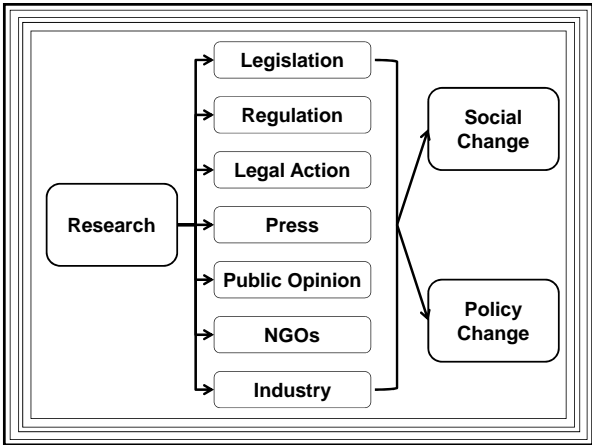 Research
Legislation
Regulation
Legal Action
Press
Public Opinion
NGOs
Industry
Social
Change
Policy
Change